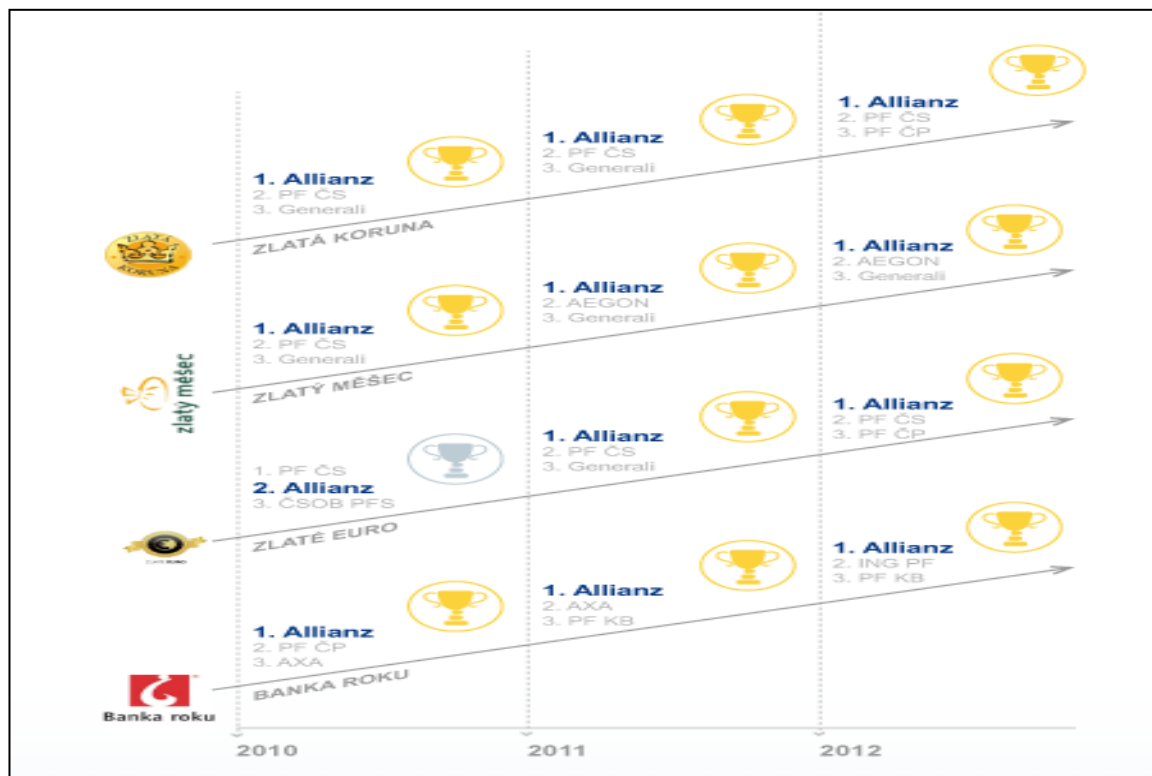 1. Allianz
2. PF ČS
3. Generali
1. Allianz
2. PF ČS
3. Generali
1. Allianz
2. PF ČS
3. PF ČP
ZLATÁ KORUNA
ZLATÁ
KORUNA
1. Allianz
2. PF ČS
3. Generali
1. Allianz
2. AEGON
3. Generali
1. Allianz
2. AEGON
3. Generali
ZLATÝ MĚŠEC
zlatý měšec
1. PF ČS
2. Allianz
3. ČSOB PFS
1. Allianz
2. PF ČS
3. Generali
1. Allianz
2. PF ČS
3. PF ČP
ZLATÉ EURO
ZLATÉ EURO
1. Allianz
2. PF ČP
3. AXA
1. Allianz
2. AXA
3. PF KB
1. Allianz
2. ING PF
3. PF KB
BANKA ROKU
Banka roku
2010
2011
2012